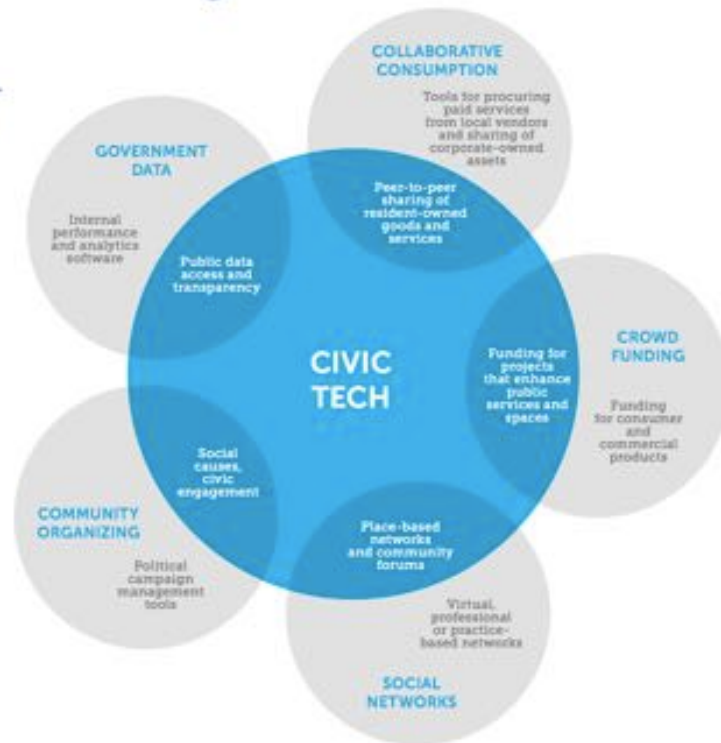 COLLABORATIVE
CONSUMPTION
Tools for procuring
paid services
from local vendors
and sharing of
corporate-owned
assets
Peer-to-peer
sharing of
resident-owned
goods and
services
GOVERNMENT
DATA
Internal
performance
and analytics
software
Public data
access and
transparency
CIVIC
TECH
CROWD
FUNDING
Funding for
projects
that enhance
public
services and
spaces
Funding
for consumer
and
commercial
products
Social
causes,
civic
engagement
COMMUNITY
ORGANIZING
Political
campaign
management
tools
Place-based
networks
and community
forums
Virtual,
professional
or practice-
based networks
SOCIAL
NETWORKS